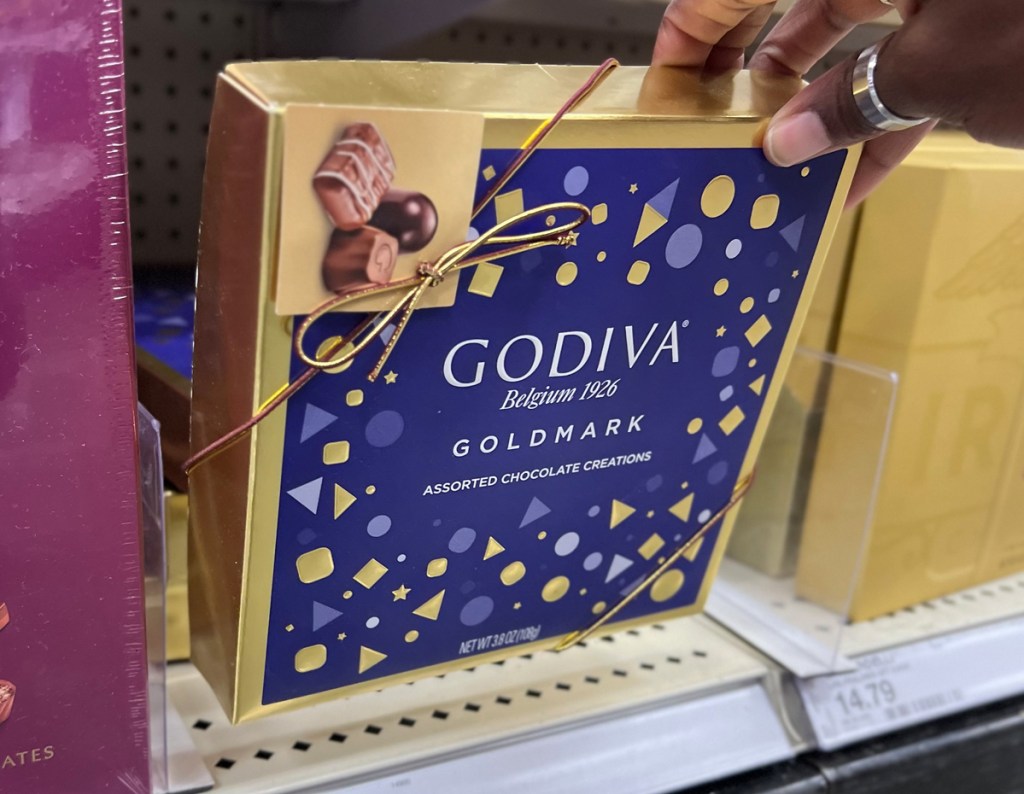 GODIVA®
Belgium 1926
GOLDMARK
ASSORTED CHOCOLATE CREATIONS
NET WT 3.8 OZ (108g)
ATES
14.79